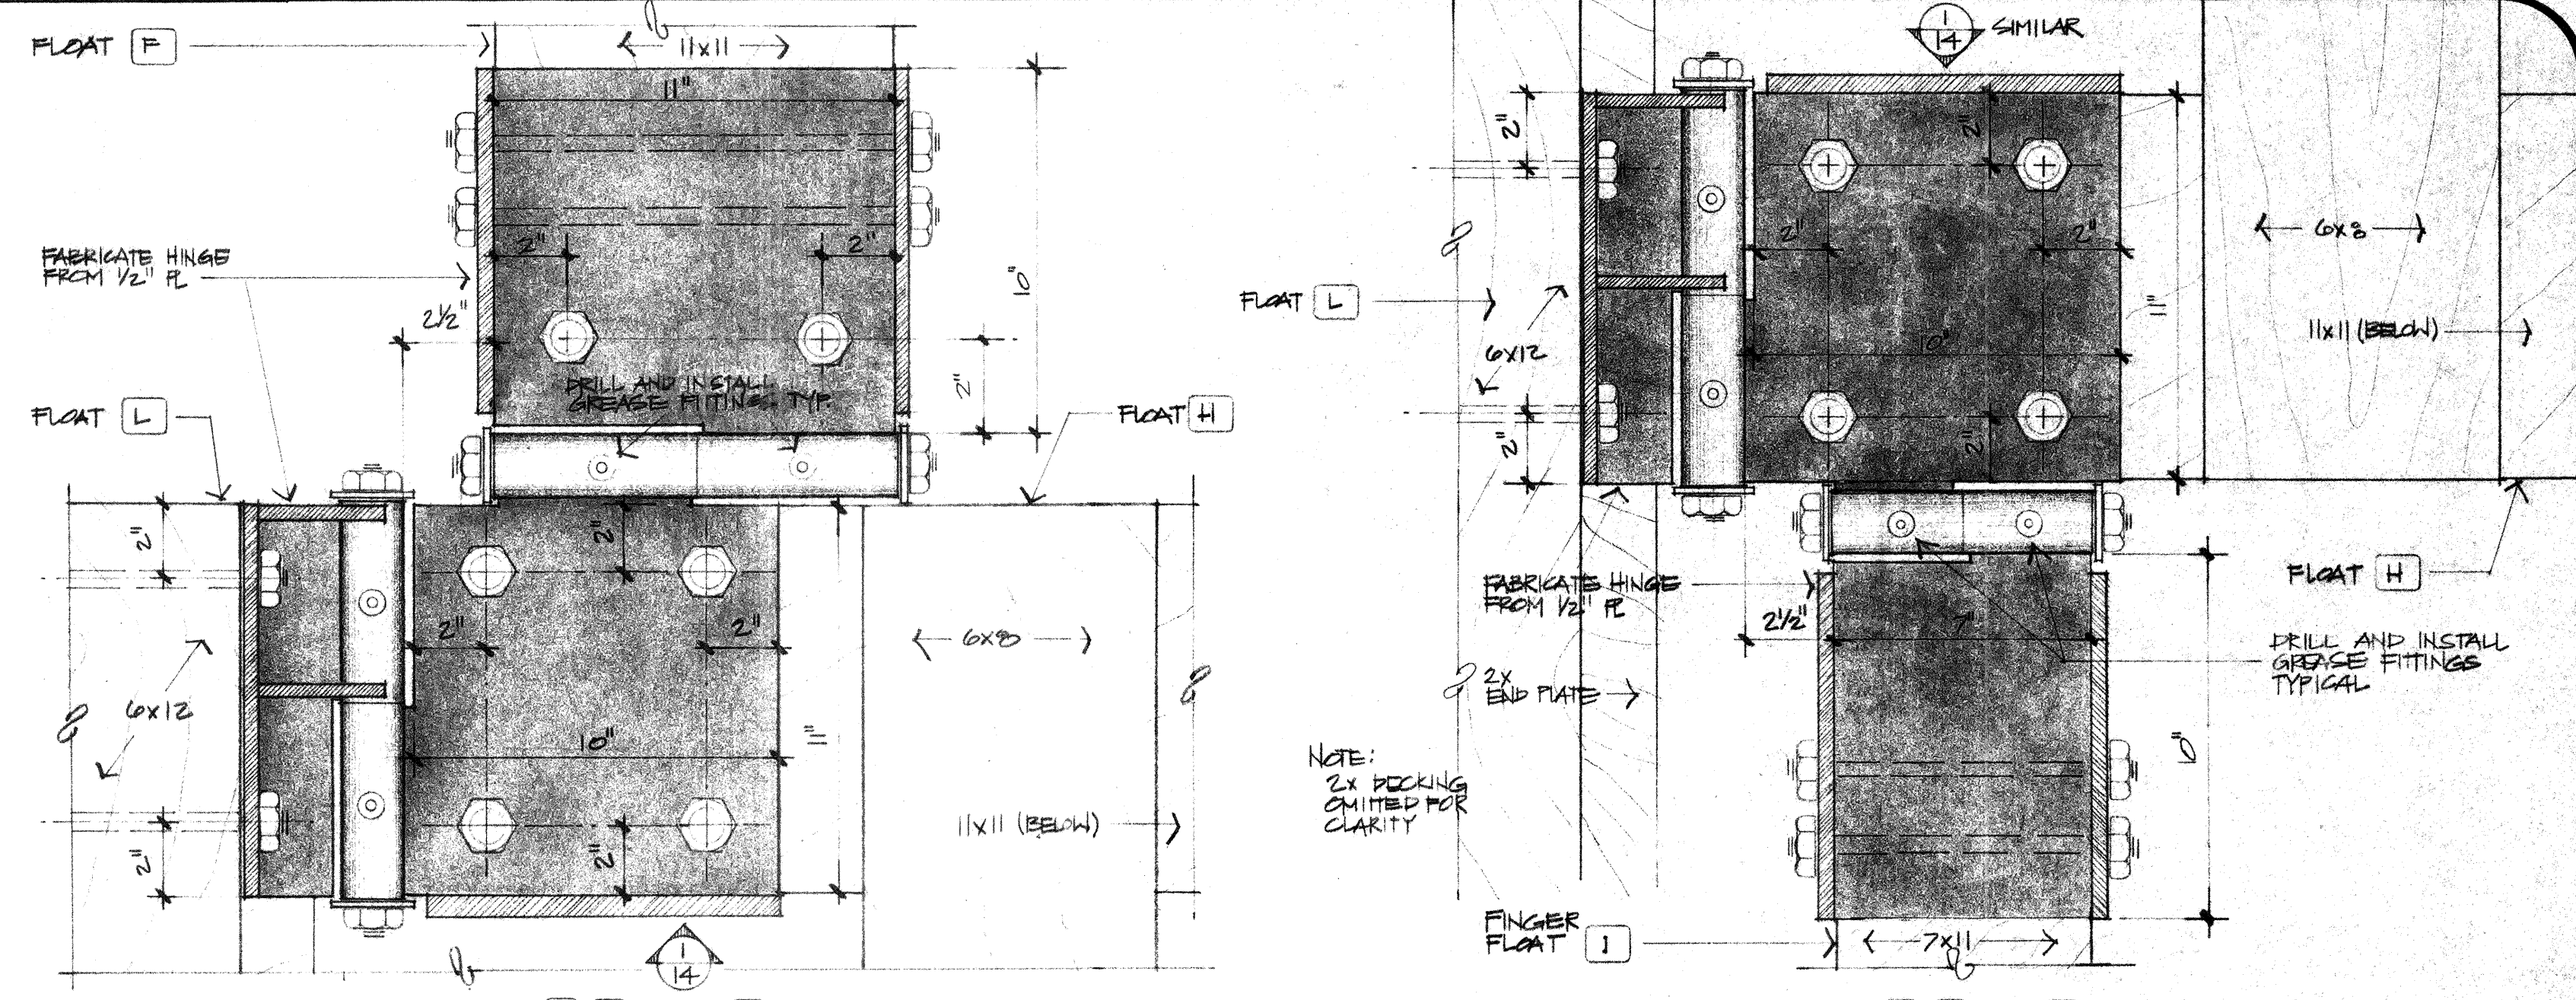 FLOAT F
11x11
11"
FABRICATE HINGE
FROM 1/2" PL
2"
2"
10"
2 1/2"
2"
DRILL AND INSTALL
GREASE FITTINGS TYP.
FLOAT L
FLOAT H
2"
2"
2"
2"
6x12
6x8
10"
11"
2"
2"
11x11 (BELOW)
1
14
1
14
SIMILAR
2"
2"
2"
2"
6x8
FLOAT L
11"
11x11 (BELOW)
6x12
10"
2"
2"
FABRICATE HINGE
FROM 1/2" PL
2 1/2"
7"
FLOAT H
DRILL AND INSTALL
GREASE FITTINGS
TYPICAL
2x
END PLATE
10"
NOTE:
2x DECKING
OMITTED FOR
CLARITY
FINGER
FLOAT J
7x11